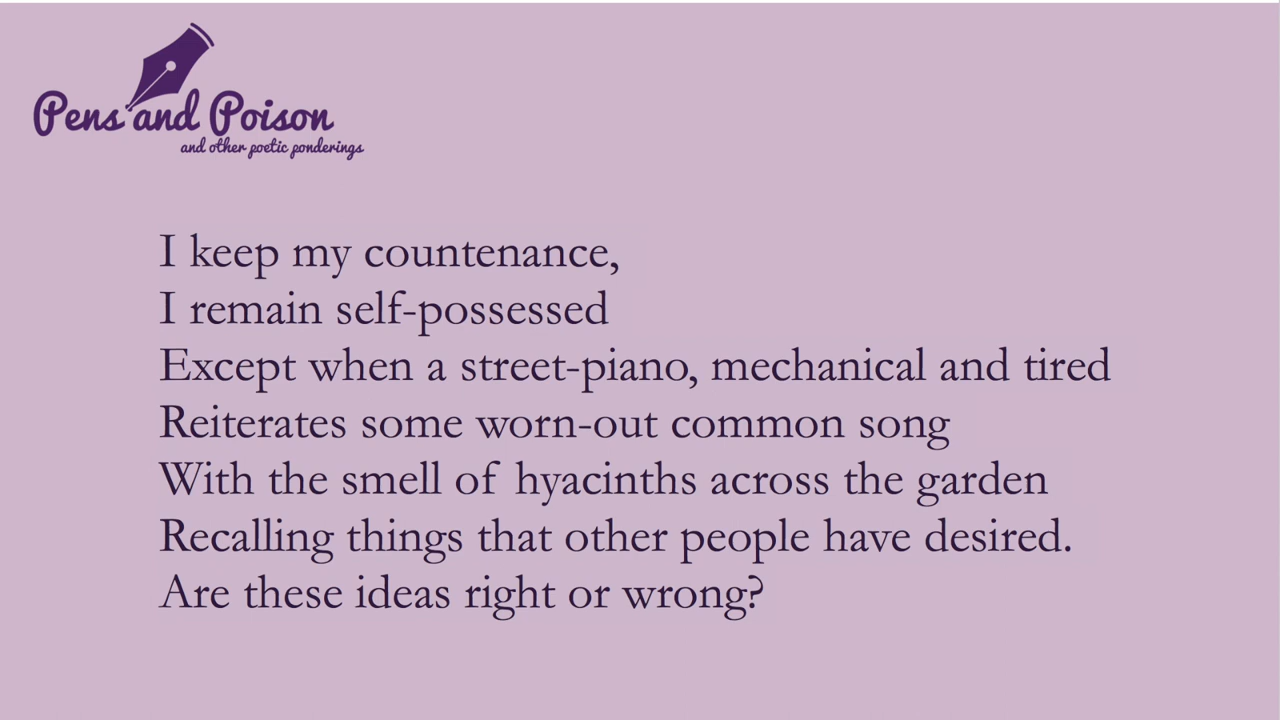 Pens and Poison
and other poetic ponderings
I keep my countenance,
I remain self-possessed
Except when a street-piano, mechanical and tired
Reiterates some worn-out common song
With the smell of hyacinths across the garden
Recalling things that other people have desired.
Are these ideas right or wrong?